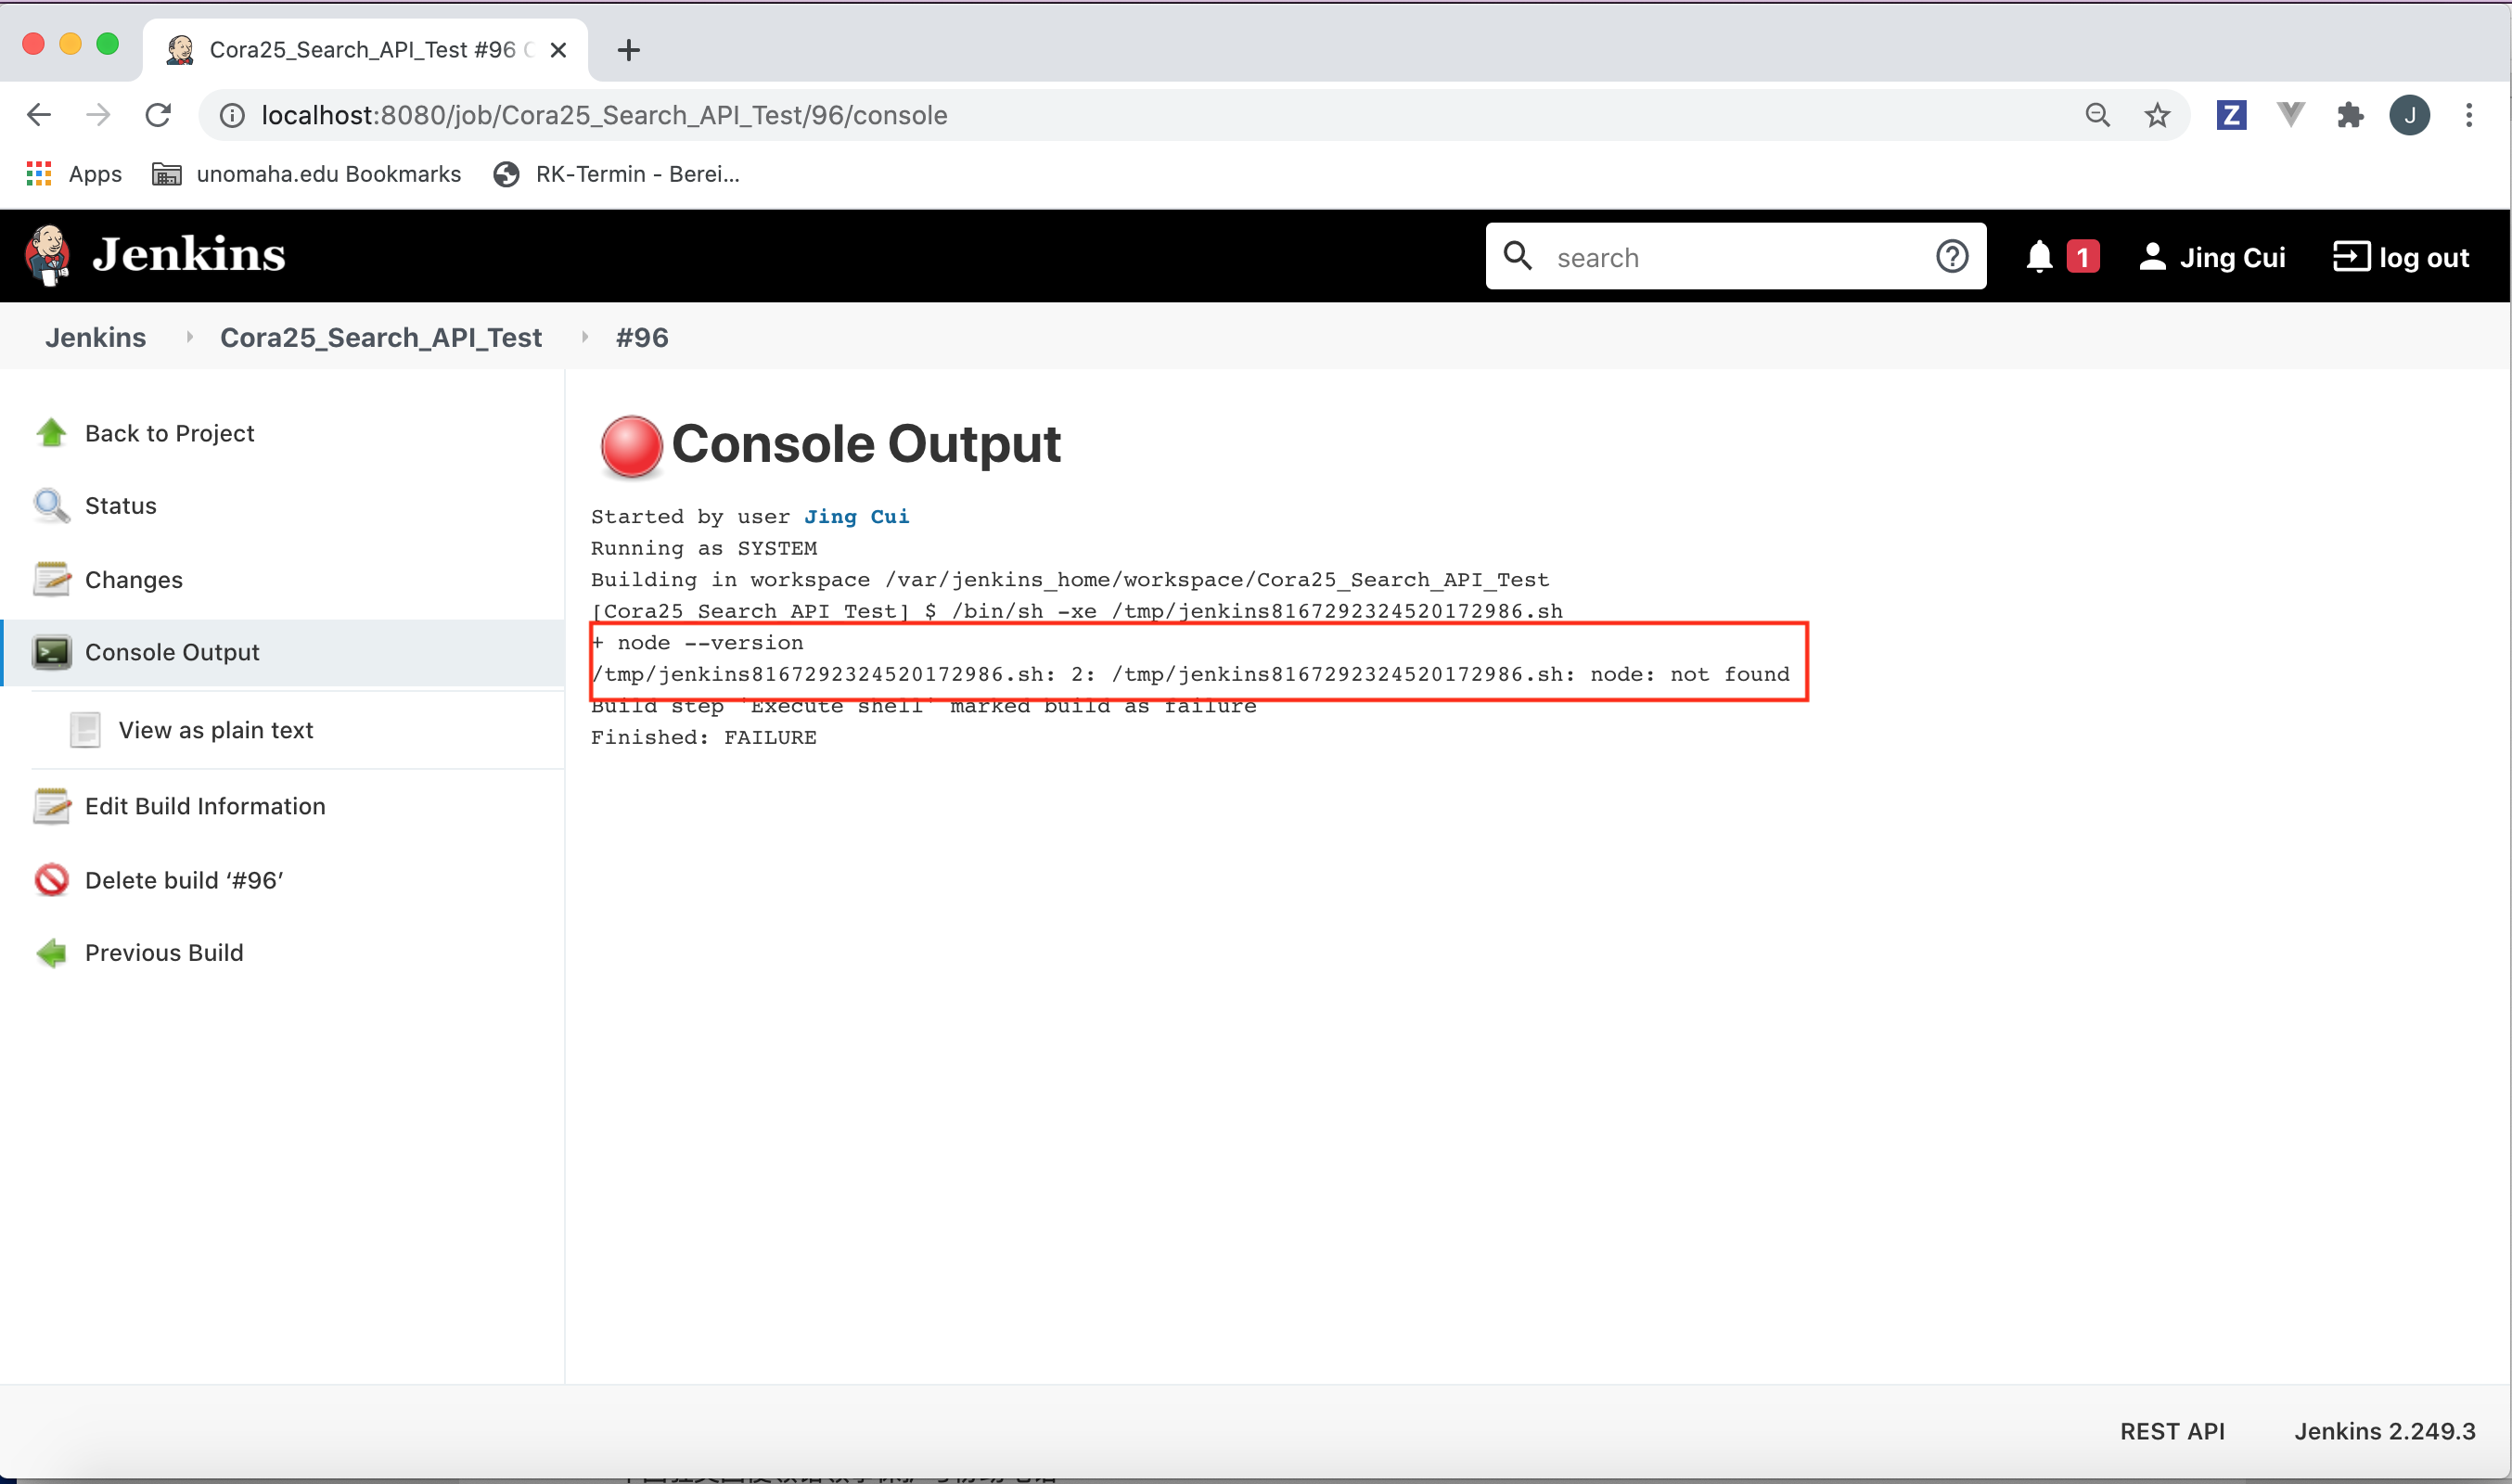 Cora25_Search_API_Test #96
localhost:8080/job/Cora25_Search_API_Test/96/console
Z
J
Apps
unomaha.edu Bookmarks
RK-Termin - Berei...
Jenkins
search
1
Jing Cui
log out
Jenkins
Cora25_Search_API_Test
#96
Back to Project
Status
Changes
Console Output
View as plain text
Edit Build Information
Delete build ‘#96’
Previous Build
Console Output
Started by user Jing Cui
Running as SYSTEM
Building in workspace /var/jenkins_home/workspace/Cora25_Search_API_Test
[Cora25_Search_API_Test] $ /bin/sh -xe /tmp/jenkins8167292324520172986.sh
+ node --version
/tmp/jenkins8167292324520172986.sh: 2: /tmp/jenkins8167292324520172986.sh: node: not found
Build step 'Execute shell' marked build as failure
Finished: FAILURE
REST API
Jenkins 2.249.3